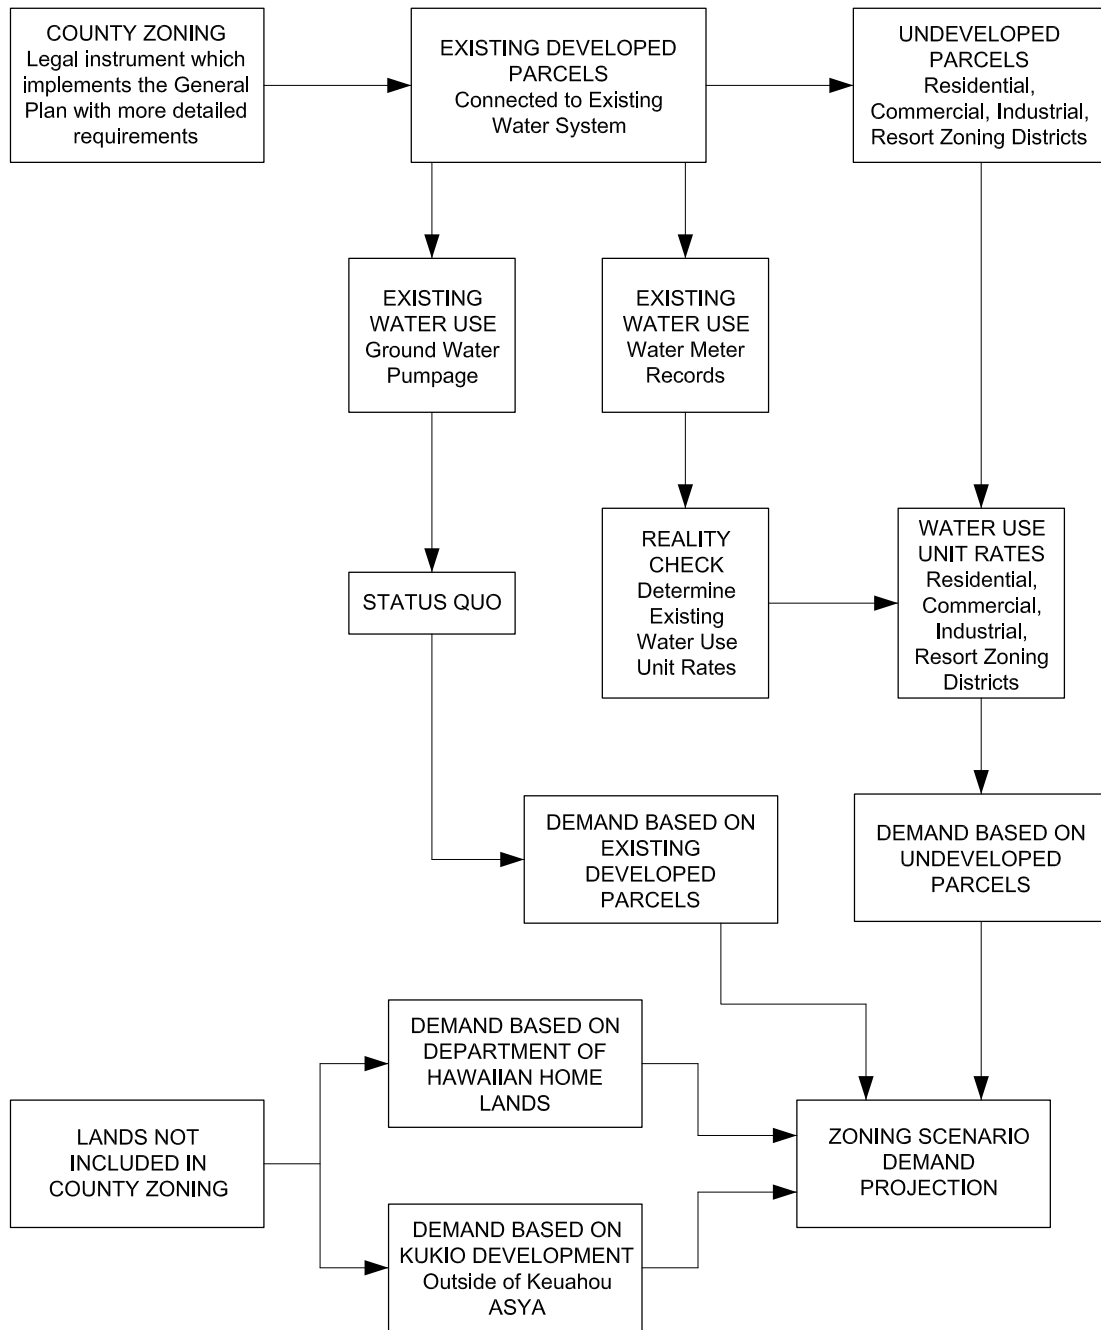 COUNTY ZONING
Legal instrument which
implements the General
Plan with more detailed
requirements
EXISTING DEVELOPED
PARCELS
Connected to Existing
Water System
UNDEVELOPED
PARCELS
Residential,
Commercial, Industrial,
Resort Zoning Districts
EXISTING
WATER USE
Ground Water
Pumpage
EXISTING
WATER USE
Water Meter
Records
STATUS QUO
REALITY
CHECK
Determine
Existing
Water Use
Unit Rates
WATER USE
UNIT RATES
Residential,
Commercial,
Industrial,
Resort Zoning
Districts
DEMAND BASED ON
EXISTING
DEVELOPED
PARCELS
DEMAND BASED ON
UNDEVELOPED
PARCELS
DEMAND BASED ON
DEPARTMENT OF
HAWAIIAN HOME
LANDS
LANDS NOT
INCLUDED IN
COUNTY ZONING
ZONING SCENARIO
DEMAND
PROJECTION
DEMAND BASED ON
KUKIO DEVELOPMENT
Outside of Keuahou
ASYA